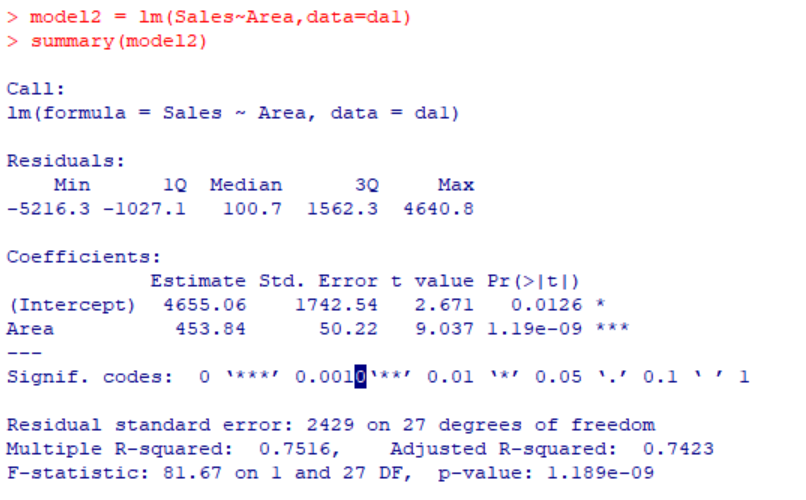 > model2 = lm(Sales~Area,data=da1)
> summary(model2)
Call:
lm(formula = Sales ~ Area, data = da1)
Residuals:
Min 1Q Median 3Q Max
-5216.3 -1027.1 100.7 1562.3 4640.8
Coefficients:
Estimate Std. Error t value Pr(>|t|)
(Intercept) 4655.06 1742.54 2.671 0.0126 *
Area 453.84 50.22 9.037 1.19e-09 ***
---
Signif. codes: 0 ‘***’ 0.0010‘**’ 0.01 ‘*’ 0.05 ‘.’ 0.1 ‘ ’ 1
Residual standard error: 2429 on 27 degrees of freedom
Multiple R-squared: 0.7516, Adjusted R-squared: 0.7423
F-statistic: 81.67 on 1 and 27 DF, p-value: 1.189e-09